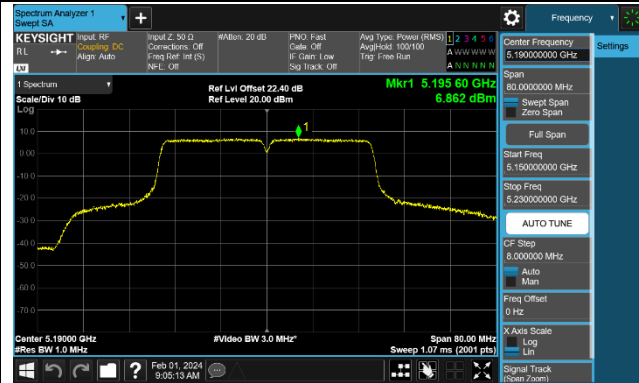 Spectrum Analyzer 1
Swept SA
Frequency
KEYSIGHT
RL
LXI
Input: RF
Coupling: DC
Align: Auto
Input Z: 50 Ω
Corrections: Off
Freq Ref: Int (S)
NFE: Off
#Atten: 20 dB
PNO: Fast
Gate: Off
IF Gain: Low
Sig Track: Off
Avg Type: Power (RMS)
Avg|Hold: 100/100
Trig: Free Run
1 2 3 4 5 6
A W W W W W
A N N N N N
1 Spectrum
Scale/Div 10 dB
Log
Ref Lvl Offset 22.40 dB
Ref Level 20.00 dBm
Mkr1 5.195 60 GHz
6.862 dBm
1
10.0
0.00
-10.0
-20.0
-30.0
-40.0
-50.0
-60.0
-70.0
Center 5.19000 GHz
#Res BW 1.0 MHz
#Video BW 3.0 MHz*
Span 80.00 MHz
Sweep 1.07 ms (2001 pts)
Center Frequency
5.190000000 GHz
Settings
Span
80.0000000 MHz
Swept Span
Zero Span
Full Span
Start Freq
5.150000000 GHz
Stop Freq
5.230000000 GHz
AUTO TUNE
CF Step
8.000000 MHz
Auto
Man
Freq Offset
0 Hz
X Axis Scale
Log
Lin
Signal Track
(Span Zoom)
?
Feb 01, 2024
9:05:13 AM